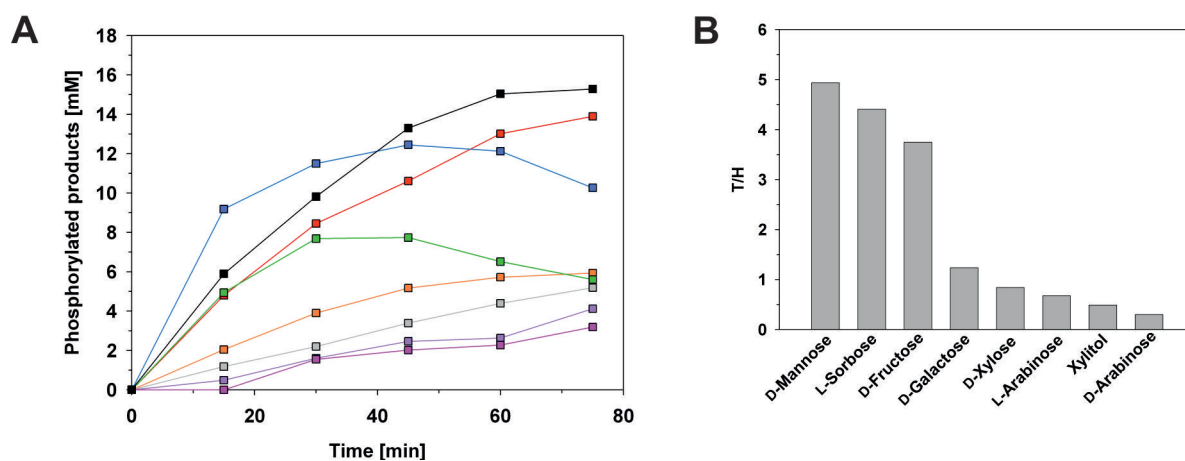 A
Phosphorylated products [mM]
18
16
14
12
10
8
6
4
2
0
0 20 40 60 80
Time [min]
B
T/H
6
5
4
3
2
1
0
D-Mannose
L-Sorbose
D-Fructose
D-Galactose
D-Xylose
L-Arabinose
Xylitol
D-Arabinose